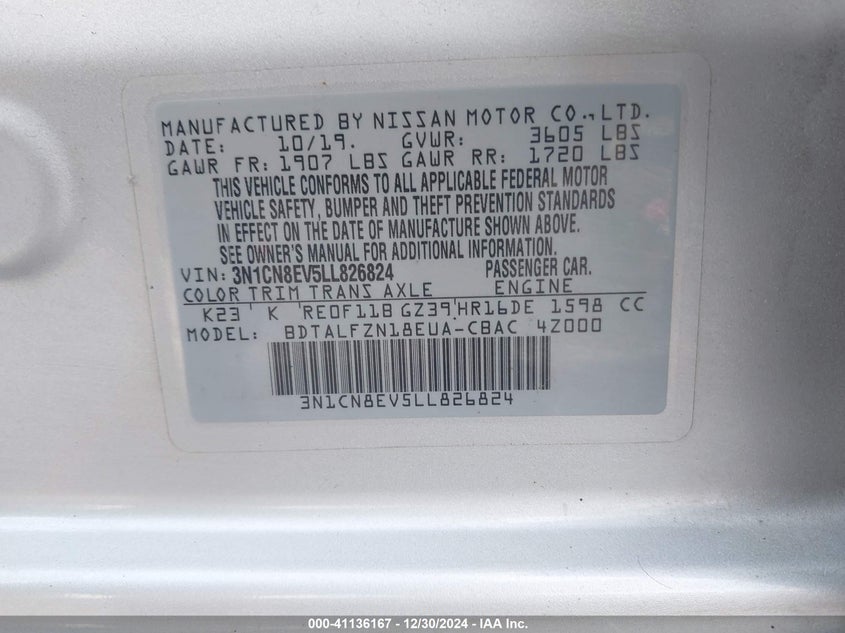 MANUFACTURED BY NISSAN MOTOR CO.,LTD.
DATE: 10/19. GVWR: 3605 LBS
GAWR FR: 1907 LBS GAWR RR: 1720 LBS
THIS VEHICLE CONFORMS TO ALL APPLICABLE FEDERAL MOTOR
VEHICLE SAFETY, BUMPER AND THEFT PREVENTION STANDARDS
IN EFFECT ON THE DATE OF MANUFACTURE SHOWN ABOVE.
SEE OWNER'S MANUAL FOR ADDITIONAL INFORMATION.
VIN: 3N1CN8EV5LL826824 PASSENGER CAR.
COLOR TRIM TRANS AXLE ENGINE
K23 K RE0F11B GZ39 HR16DE 1598 CC
MODEL: BDTALFZN18EUA-CBAC 4Z000
3N1CN8EV5LL826824
000-41136167 - 12/30/2024 - IAA Inc.